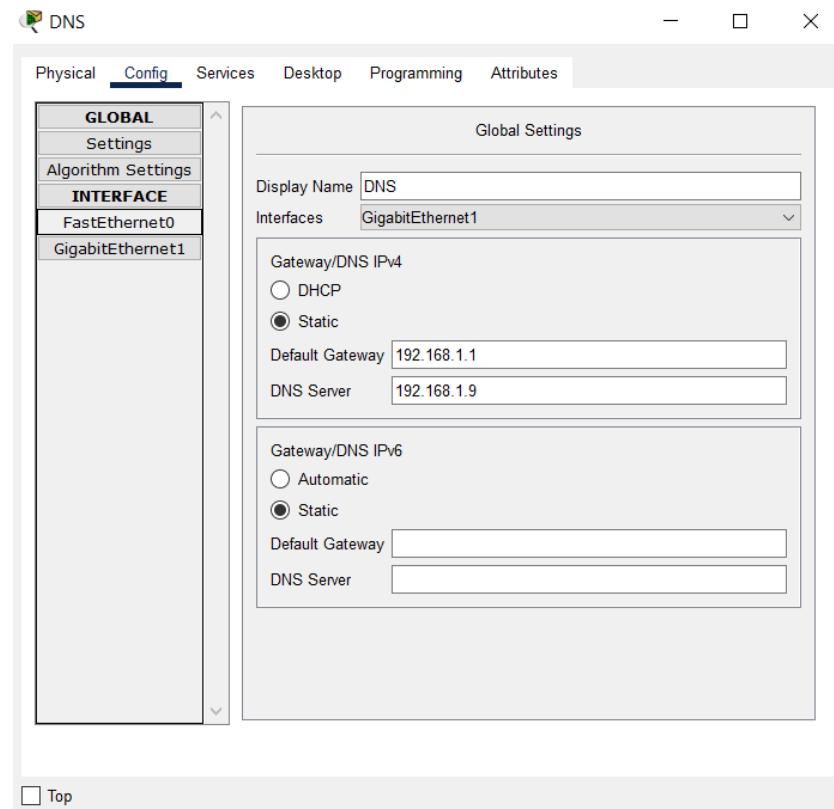 DNS
Physical Config Services Desktop Programming Attributes
GLOBAL
Settings
Algorithm Settings
INTERFACE
FastEthernet0
GigabitEthernet1
Global Settings
Display Name DNS
Interfaces GigabitEthernet1
Gateway/DNS IPv4
DHCP
Static
Default Gateway 192.168.1.1
DNS Server 192.168.1.9
Gateway/DNS IPv6
Automatic
Static
Default Gateway
DNS Server
Top